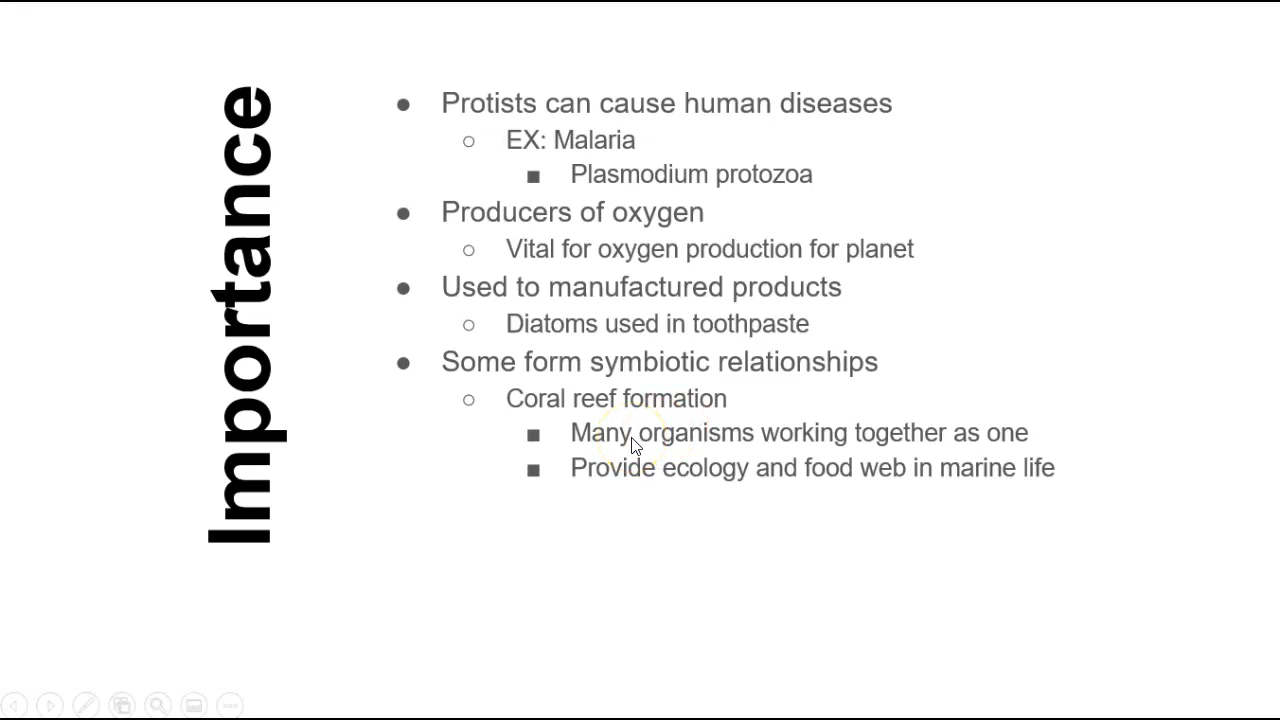 Importance
Protists can cause human diseases
EX: Malaria
Plasmodium protozoa
Producers of oxygen
Vital for oxygen production for planet
Used to manufactured products
Diatoms used in toothpaste
Some form symbiotic relationships
Coral reef formation
Many organisms working together as one
Provide ecology and food web in marine life